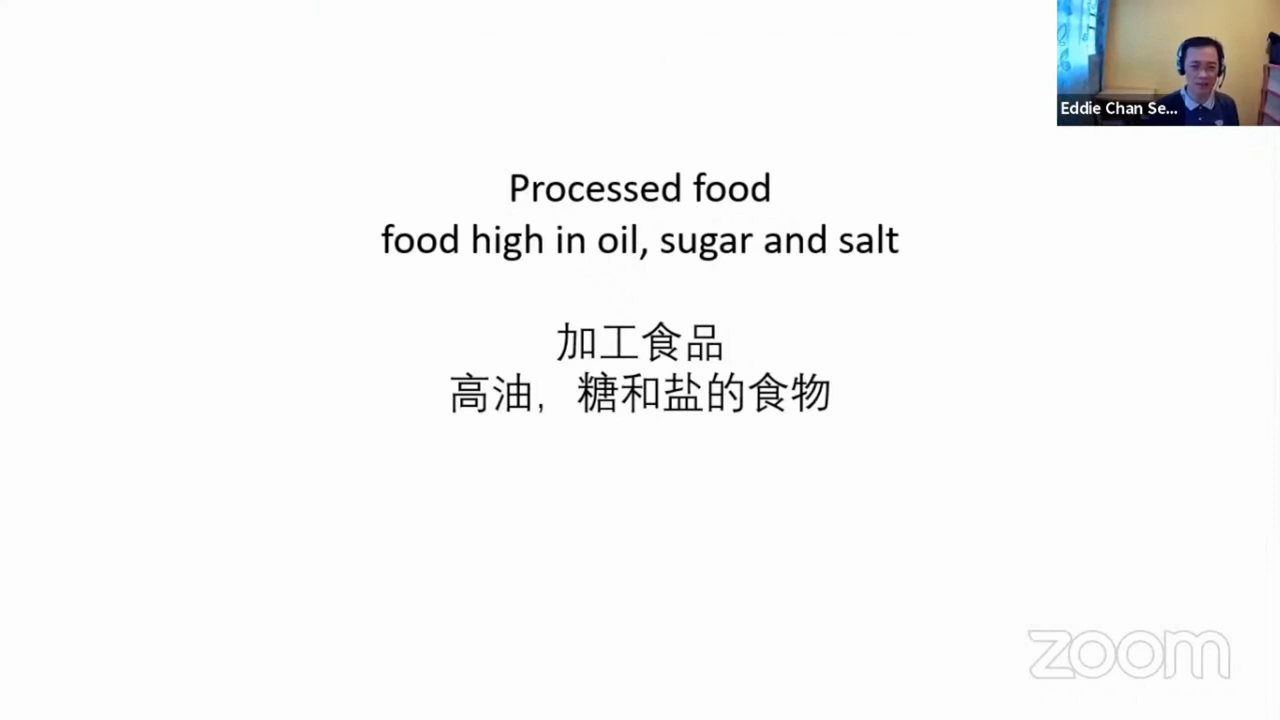 Eddie Chan Se...
Processed food
food high in oil, sugar and salt
加工食品
高油，糖和盐的食物
zoom